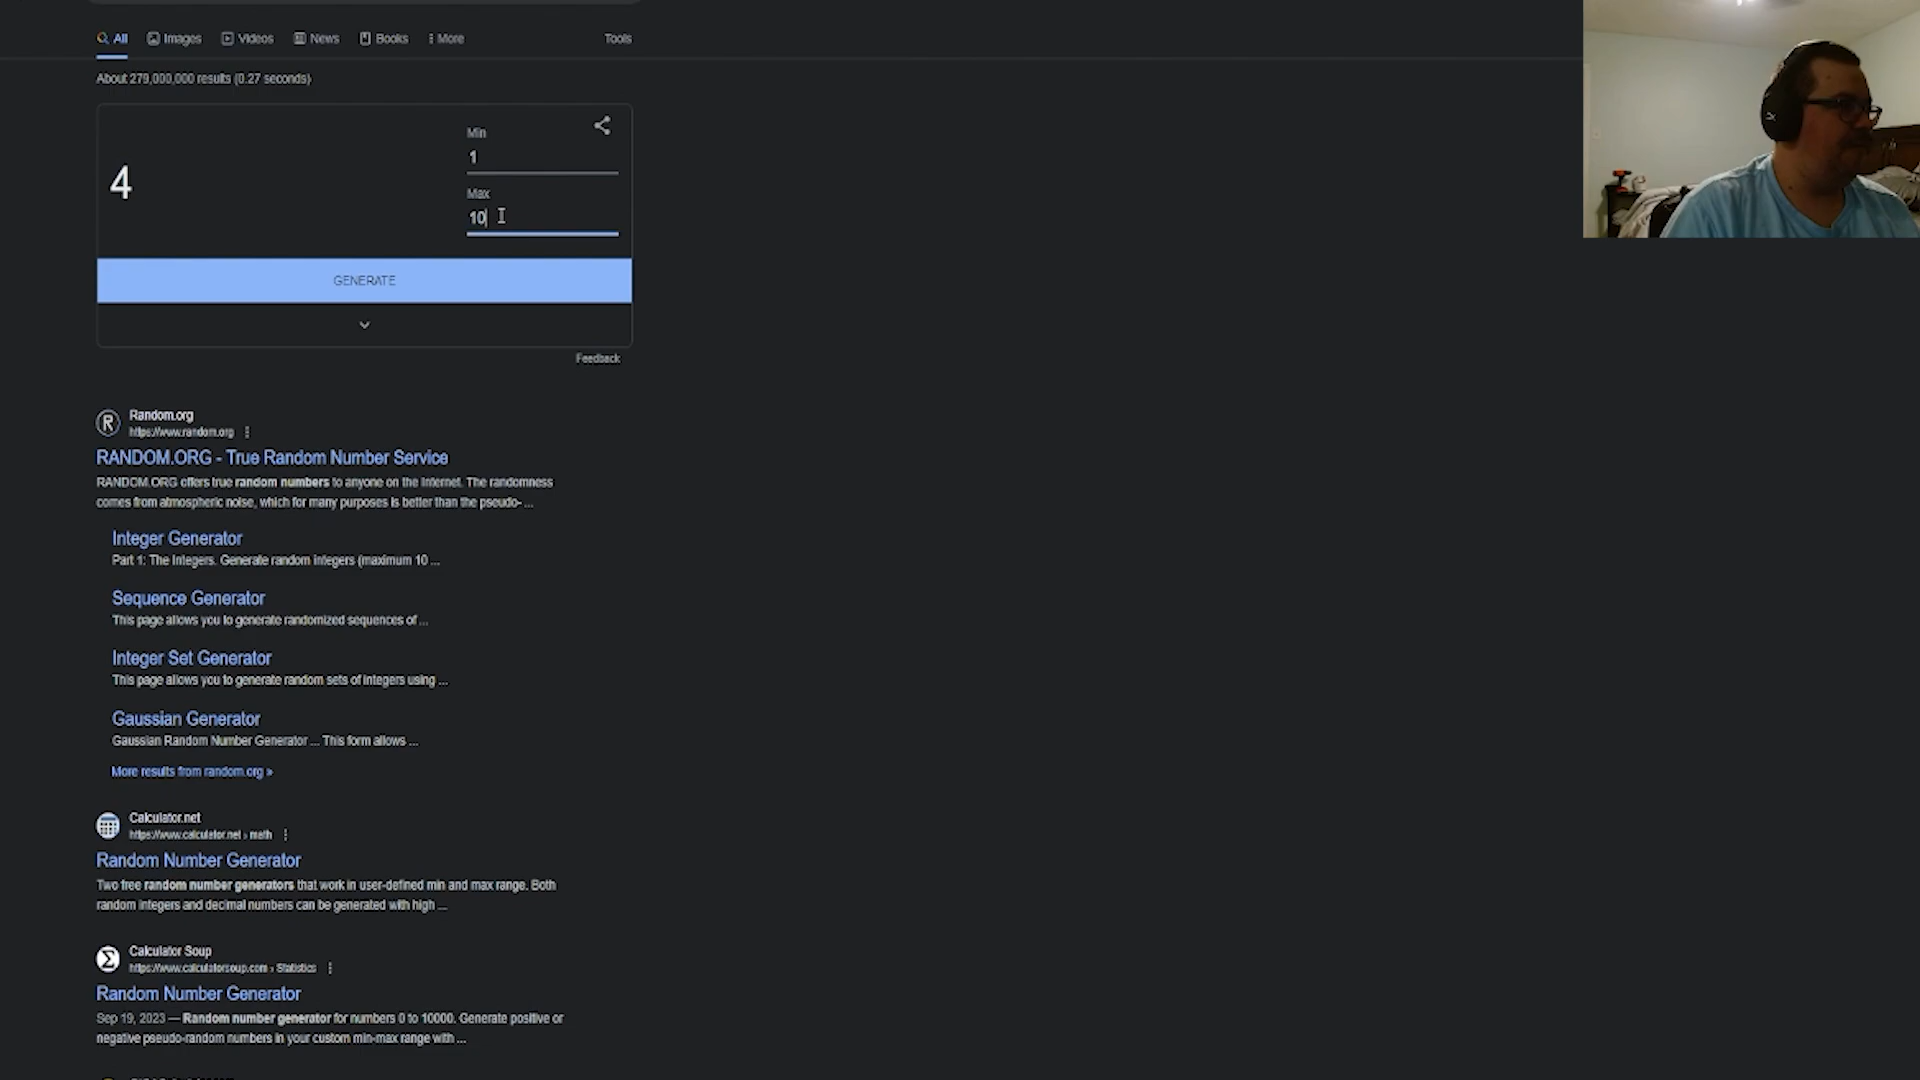 All Images Videos News Books More Tools
About 279,000,000 results (0.27 seconds)
4
Min
1
Max
10
GENERATE
Feedback
Random.org
https://www.random.org
RANDOM.ORG - True Random Number Service
RANDOM.ORG offers true random numbers to anyone on the Internet. The randomness
comes from atmospheric noise, which for many purposes is better than the pseudo- ...
Integer Generator
Part 1: The Integers. Generate random integers (maximum 10 ...
Sequence Generator
This page allows you to generate randomized sequences of ...
Integer Set Generator
This page allows you to generate random sets of integers using ...
Gaussian Generator
Gaussian Random Number Generator ... This form allows ...
More results from random.org »
Calculator.net
https://www.calculator.net › math
Random Number Generator
Two free random number generators that work in user-defined min and max range. Both
random integers and decimal numbers can be generated with high ...
Calculator Soup
https://www.calculatorsoup.com › Statistics
Random Number Generator
Sep 19, 2023 — Random number generator for numbers 0 to 10000. Generate positive or
negative pseudo-random numbers in your custom min-max range with ...